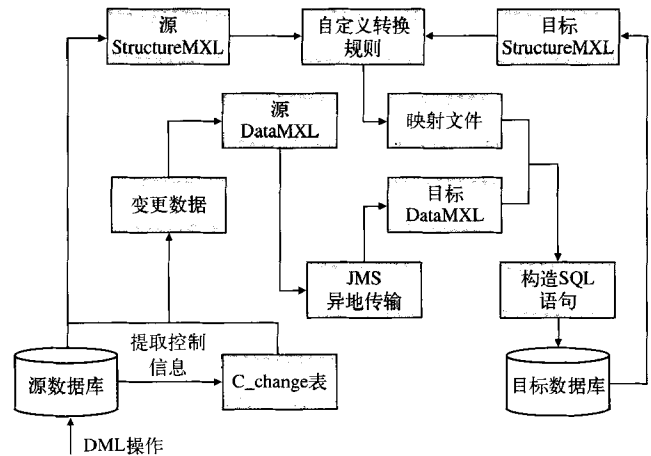 源
StructureMXL
自定义转换
规则
目标
StructureMXL
源
DataMXL
映射文件
变更数据
目标
DataMXL
JMS
异地传输
构造SQL
语句
提取控制
信息
源数据库
C_change表
目标数据库
DML操作